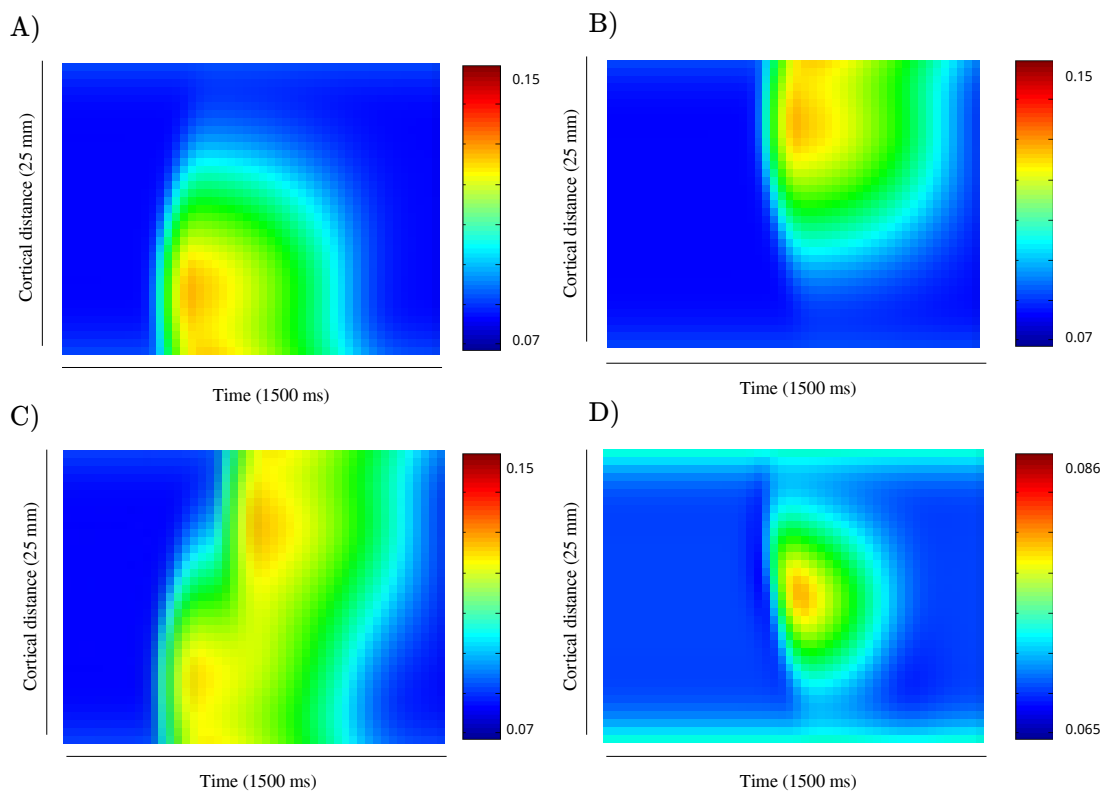 A)
Cortical distance (25 mm)
0.15
0.07
Time (1500 ms)
B)
Cortical distance (25 mm)
0.15
0.07
Time (1500 ms)
C)
Cortical distance (25 mm)
0.15
0.07
Time (1500 ms)
D)
Cortical distance (25 mm)
0.086
0.065
Time (1500 ms)